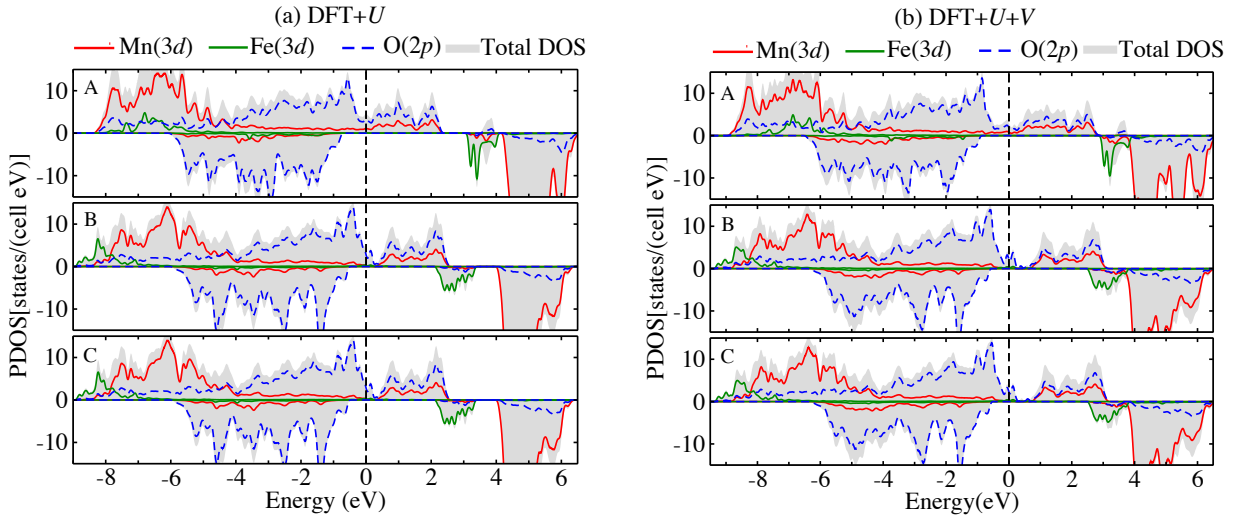 (a) DFT+U
Mn(3d) Fe(3d) O(2p) Total DOS
PDOS[states/(cell eV)]
A
10
0
-10
B
10
0
-10
C
10
0
-10
-8 -6 -4 -2 0 2 4 6
Energy (eV)
(b) DFT+U+V
Mn(3d) Fe(3d) O(2p) Total DOS
PDOS[states/(cell eV)]
A
10
0
-10
B
10
0
-10
C
10
0
-10
-8 -6 -4 -2 0 2 4 6
Energy(eV)